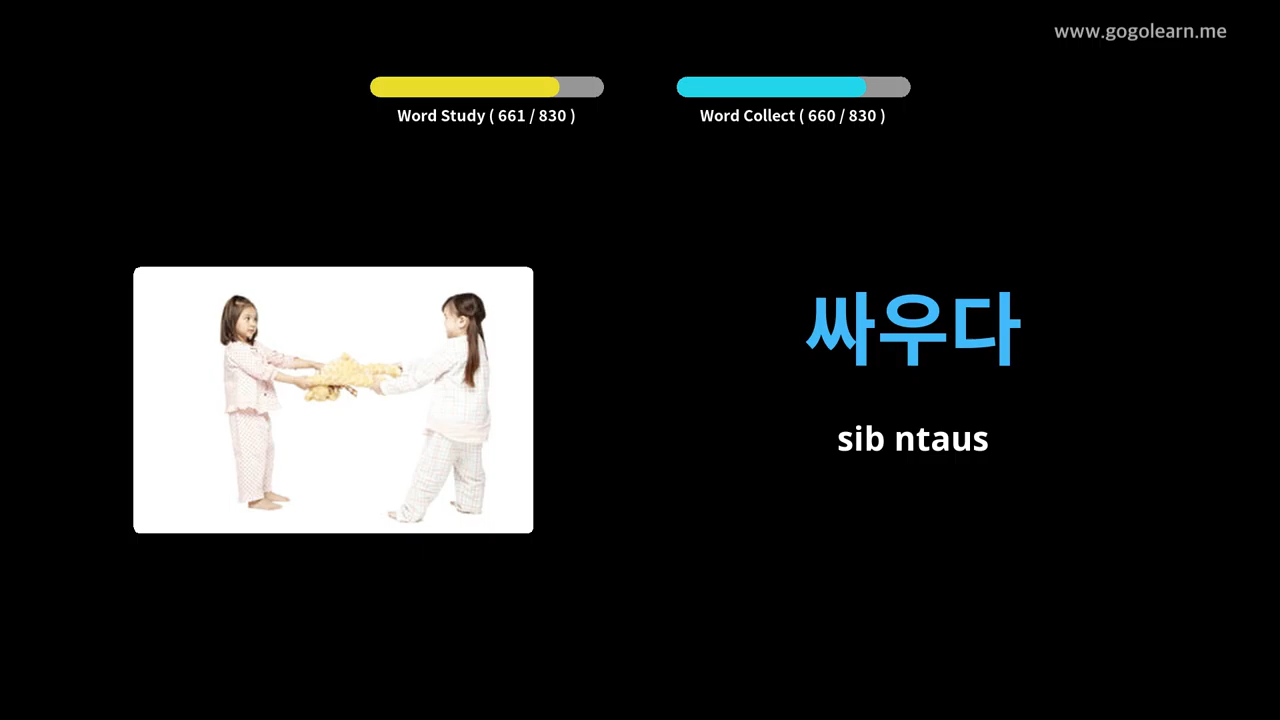 www.gogolearn.me
Word Study ( 661 / 830 )
Word Collect ( 660 / 830 )
싸우다
sib ntaus